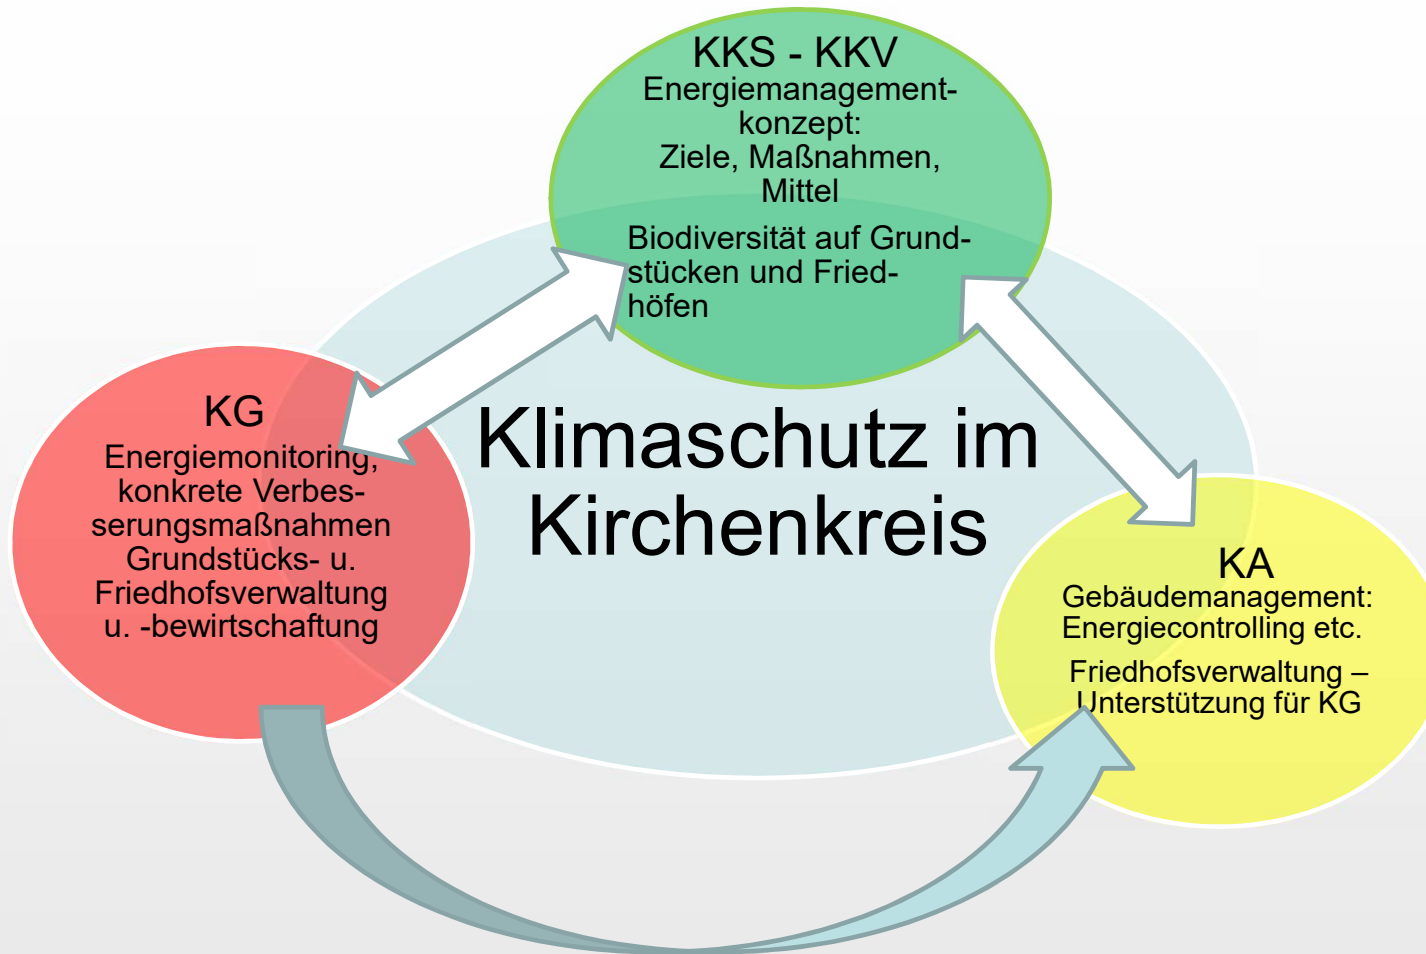 KKS - KKV
Energiemanagement-
konzept:
Ziele, Maßnahmen,
Mittel
Biodiversität auf Grund-
stücken und Fried-
höfen
KG
Energiemonitoring,
konkrete Verbes-
serungsmaßnahmen
Grundstücks- u.
Friedhofsverwaltung
u. -bewirtschaftung
Klimaschutz im
Kirchenkreis
KA
Gebäudemanagement:
Energiecontrolling etc.
Friedhofsverwaltung –
Unterstützung für KG